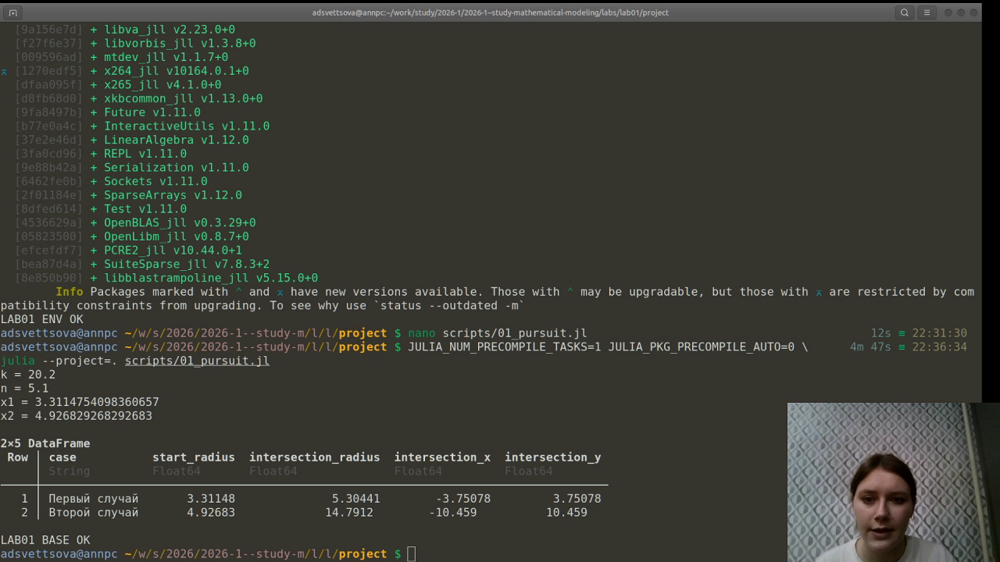 adsvettsova@annpc:~/work/study/2026-1/2026-1--study-mathematical-modeling/labs/lab01/project
[9a156e7d] + libva_jll v2.23.0+0
[f27f6e37] + libvorbis_jll v1.3.8+0
[009596ad] + mtdev_jll v1.1.7+0
⌅ [1270edf5] + x264_jll v10164.0.1+0
[dfaa095f] + x265_jll v4.1.0+0
[d8fb68d0] + xkbcommon_jll v1.13.0+0
[9fa8497b] + Future v1.11.0
[b77e0a4c] + InteractiveUtils v1.11.0
[37e2e46d] + LinearAlgebra v1.12.0
[3fa0cd96] + REPL v1.11.0
[9e88b42a] + Serialization v1.11.0
[6462fe0b] + Sockets v1.11.0
[2f01184e] + SparseArrays v1.12.0
[8dfed614] + Test v1.11.0
[4536629a] + OpenBLAS_jll v0.3.29+0
[05823500] + OpenLibm_jll v0.8.7+0
[efcefdf7] + PCRE2_jll v10.44.0+1
[bea87d4a] + SuiteSparse_jll v7.8.3+2
[8e850b90] + libblastrampoline_jll v5.15.0+0
Info Packages marked with ⌃ and ⌅ have new versions available. Those with ⌃ may be upgradable, but those with ⌅ are restricted by com
patibility constraints from upgrading. To see why use `status --outdated -m`
LAB01 ENV OK
adsvettsova@annpc ~/w/s/2026/2026-1--study-m/l/l/project $ nano scripts/01_pursuit.jl 12s ≡ 22:31:30
adsvettsova@annpc ~/w/s/2026/2026-1--study-m/l/l/project $ JULIA_NUM_PRECOMPILE_TASKS=1 JULIA_PKG_PRECOMPILE_AUTO=0 \ 4m 47s ≡ 22:36:34
julia --project=. scripts/01_pursuit.jl
k = 20.2
n = 5.1
x1 = 3.3114754098360657
x2 = 4.926829268292683
2×5 DataFrame
Row │ case start_radius intersection_radius intersection_x intersection_y
│ String Float64 Float64 Float64 Float64
1 │ Первый случай 3.31148 5.30441 -3.75078 3.75078
2 │ Второй случай 4.92683 14.7912 -10.459 10.459
LAB01 BASE OK
adsvettsova@annpc ~/w/s/2026/2026-1--study-m/l/l/project $